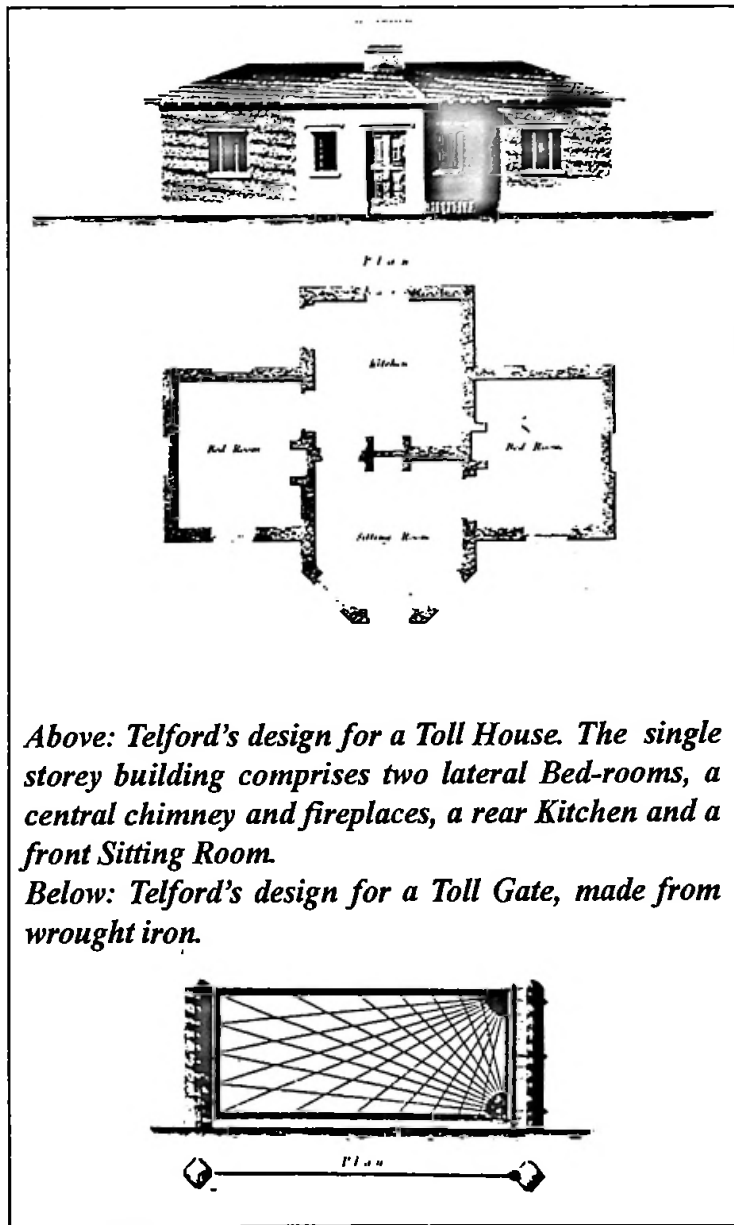 Plan
Kitchen
Bed Room
Bed Room
Sitting Room
Above: Telford's design for a Toll House. The single
storey building comprises two lateral Bed-rooms, a
central chimney and fireplaces, a rear Kitchen and a
front Sitting Room.
Below: Telford's design for a Toll Gate, made from
wrought iron.
Plan